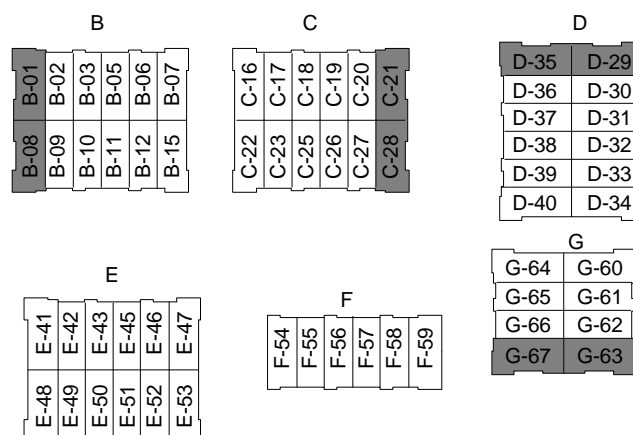 B
B-01 B-02 B-03 B-05 B-06 B-07
B-08 B-09 B-10 B-11 B-12 B-15
C
C-16 C-17 C-18 C-19 C-20 C-21
C-22 C-23 C-25 C-26 C-27 C-28
D
D-35 D-29
D-36 D-30
D-37 D-31
D-38 D-32
D-39 D-33
D-40 D-34
E
E-41 E-42 E-43 E-45 E-46 E-47
E-48 E-49 E-50 E-51 E-52 E-53
F
F-54 F-55 F-56 F-57 F-58 F-59
G
G-64 G-60
G-65 G-61
G-66 G-62
G-67 G-63